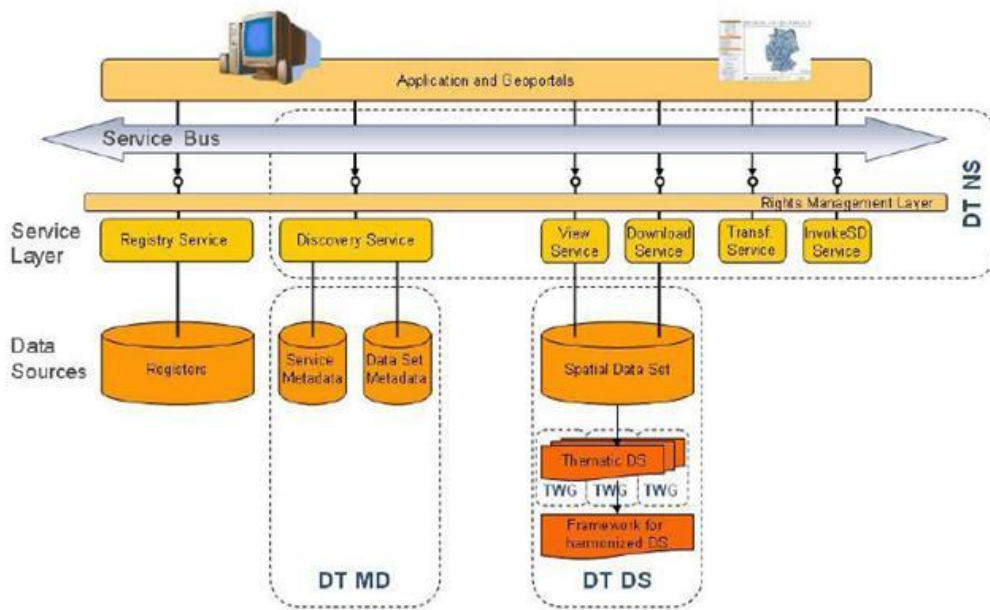 Application and Geoportals
Service Bus
Rights Management Layer
DT NS
Service
Layer
Registry Service
Discovery Service
View
Service
Download
Service
Transf.
Service
InvokeSD
Service
Data
Sources
Registers
Service
Metadata
Data Set
Metadata
Spatial Data Set
Thematic DS
TWG
TWG
TWG
Framework for
harmonized DS
DT MD
DT DS